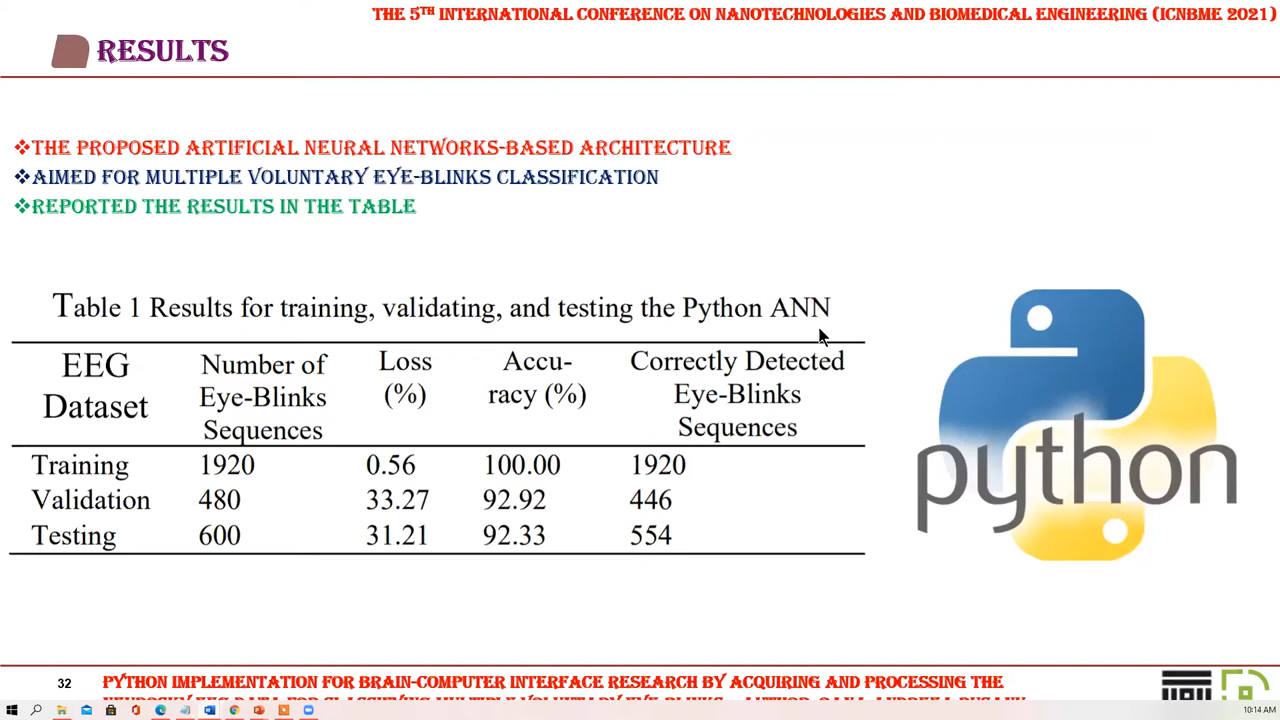 THE 5TH INTERNATIONAL CONFERENCE ON NANOTECHNOLOGIES AND BIOMEDICAL ENGINEERING (ICNBME 2021)
RESULTS
❖THE PROPOSED ARTIFICIAL NEURAL NETWORKS-BASED ARCHITECTURE
❖AIMED FOR MULTIPLE VOLUNTARY EYE-BLINKS CLASSIFICATION
❖REPORTED THE RESULTS IN THE TABLE
Table 1 Results for training, validating, and testing the Python ANN
EEG Dataset Number of Eye-Blinks Sequences Loss (%) Accu-racy (%) Correctly Detected Eye-Blinks Sequences
Training 1920 0.56 100.00 1920
Validation 480 33.27 92.92 446
Testing 600 31.21 92.33 554
python
32 PYTHON IMPLEMENTATION FOR BRAIN-COMPUTER INTERFACE RESEARCH BY ACQUIRING AND PROCESSING THE
10:14 AM